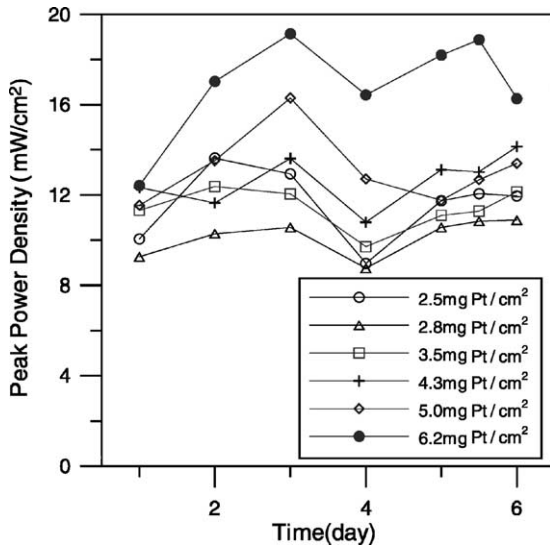 Peak Power Density (mW/cm²)
20
16
12
8
4
0
2.5mg Pt/cm²
2.8mg Pt/cm²
3.5mg Pt/cm²
4.3mg Pt/cm²
5.0mg Pt/cm²
6.2mg Pt/cm²
2
4
6
Time(day)